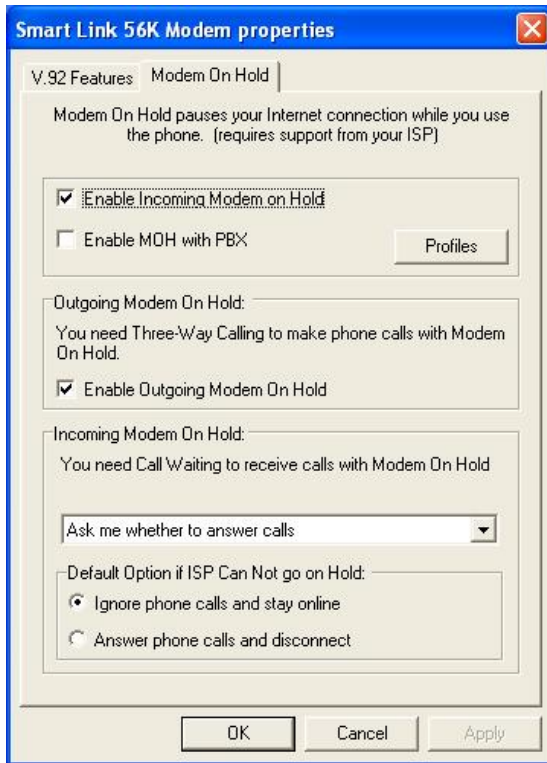 Smart Link 56K Modem properties
V.92 Features
Modem On Hold
Modem On Hold pauses your Internet connection while you use
the phone. (requires support from your ISP)
Enable Incoming Modem on Hold
Enable MOH with PBX
Profiles
Outgoing Modem On Hold:
You need Three-Way Calling to make phone calls with Modem
On Hold.
Enable Outgoing Modem On Hold
Incoming Modem On Hold:
You need Call Waiting to receive calls with Modem On Hold
Ask me whether to answer calls
Default Option if ISP Can Not go on Hold:
Ignore phone calls and stay online
Answer phone calls and disconnect
OK
Cancel
Apply